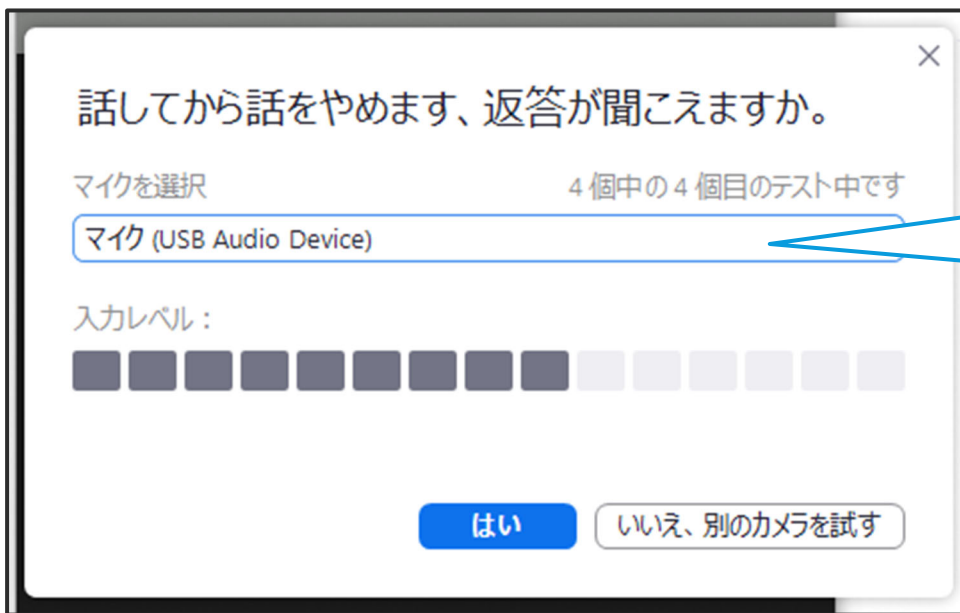 話してから話をやめます、返答が聞こえますか。
マイクを選択
4 個中の 4 個目のテスト中です
マイク (USB Audio Device)
入力レベル：
はい
いいえ、別のカメラを試す